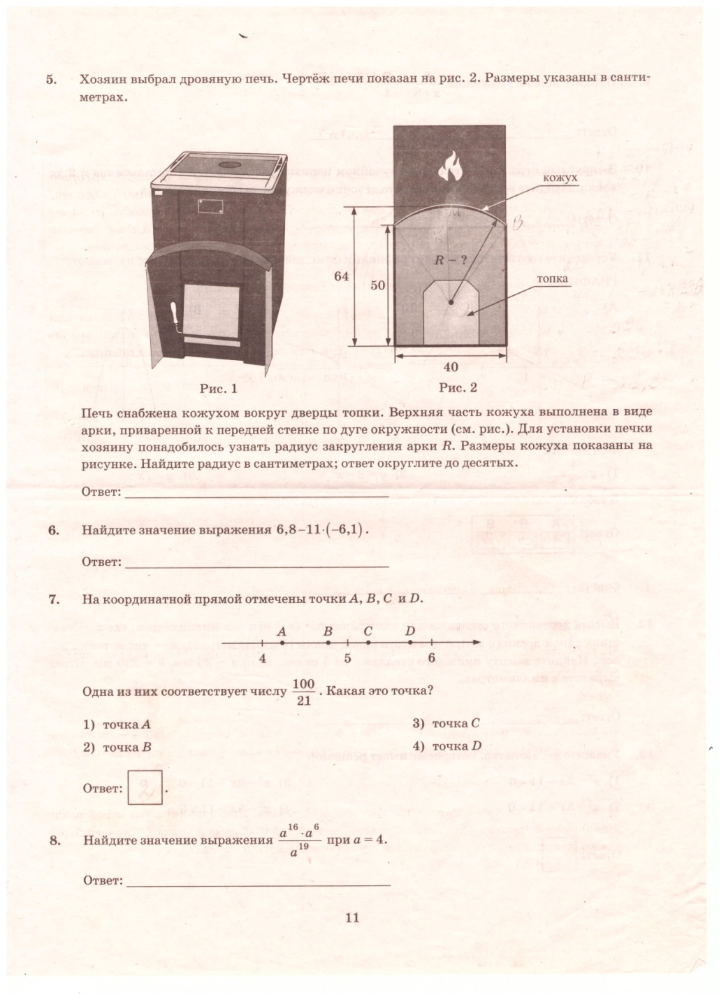 5. Хозяин выбрал дровяную печь. Чертёж печи показан на рис. 2. Размеры указаны в санти-
метрах.
кожух
B
R – ?
64
50
топка
40
Рис. 1
Рис. 2
Печь снабжена кожухом вокруг дверцы топки. Верхняя часть кожуха выполнена в виде
арки, приваренной к передней стенке по дуге окружности (см. рис.). Для установки печки
хозяину понадобилось узнать радиус закругления арки R. Размеры кожуха показаны на
рисунке. Найдите радиус в сантиметрах; ответ округлите до десятых.
Ответ:
6. Найдите значение выражения 6,8–11·(–6,1).
Ответ:
7. На координатной прямой отмечены точки A, B, C и D.
A B C D
4 5 6
Одна из них соответствует числу 100/21. Какая это точка?
1) точка A 3) точка C
2) точка B 4) точка D
Ответ: 2.
8. Найдите значение выражения a^16·a^6/a^19 при a = 4.
Ответ:
11